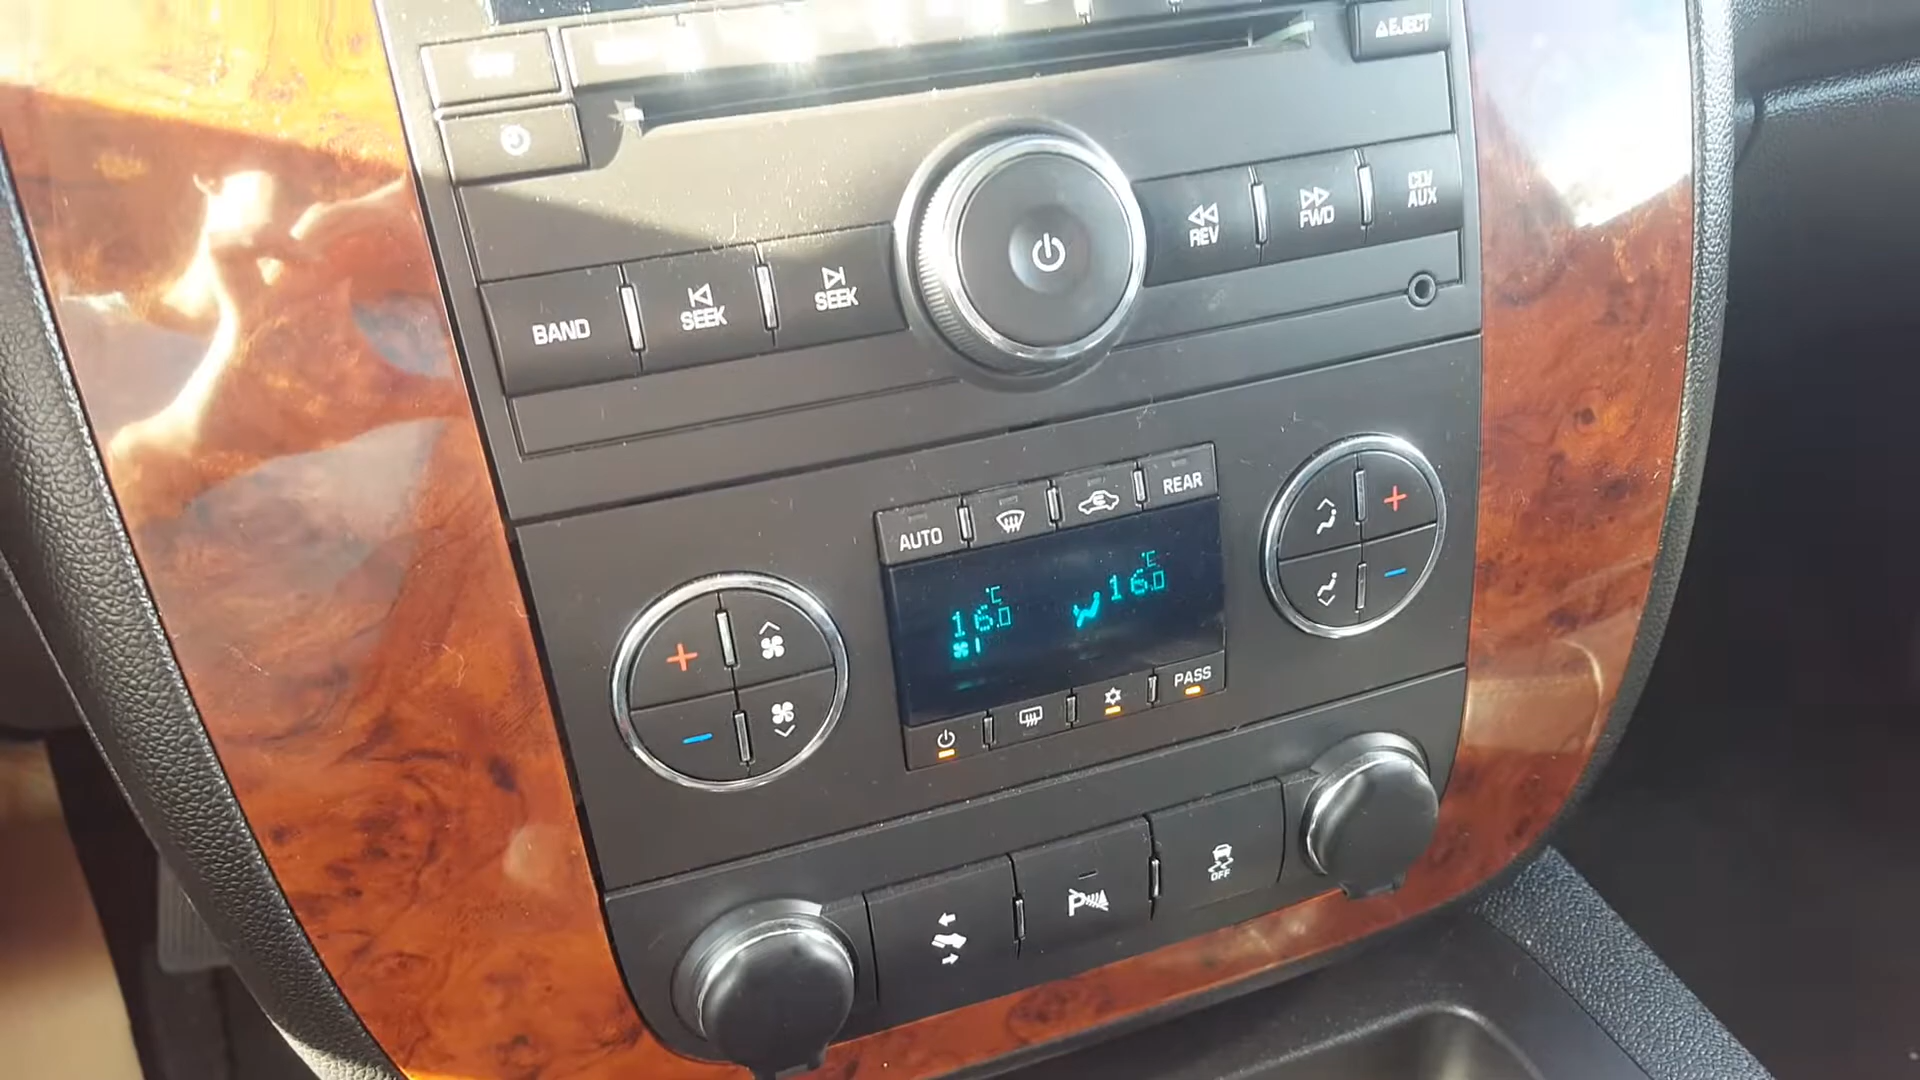 EJECT
CD/
AUX
FWD
REV
SEEK
SEEK
BAND
REAR
AUTO
16.0 °C
16.0 °C
PASS
OFF
P